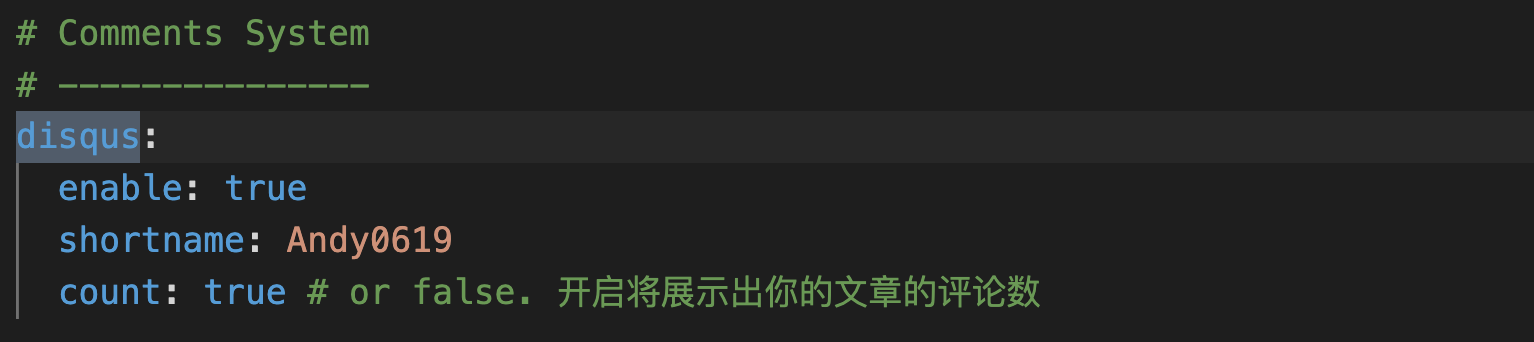 # Comments System
# ---------------
disqus:
  enable: true
  shortname: Andy0619
  count: true # or false. 开启将展示出你的文章的评论数